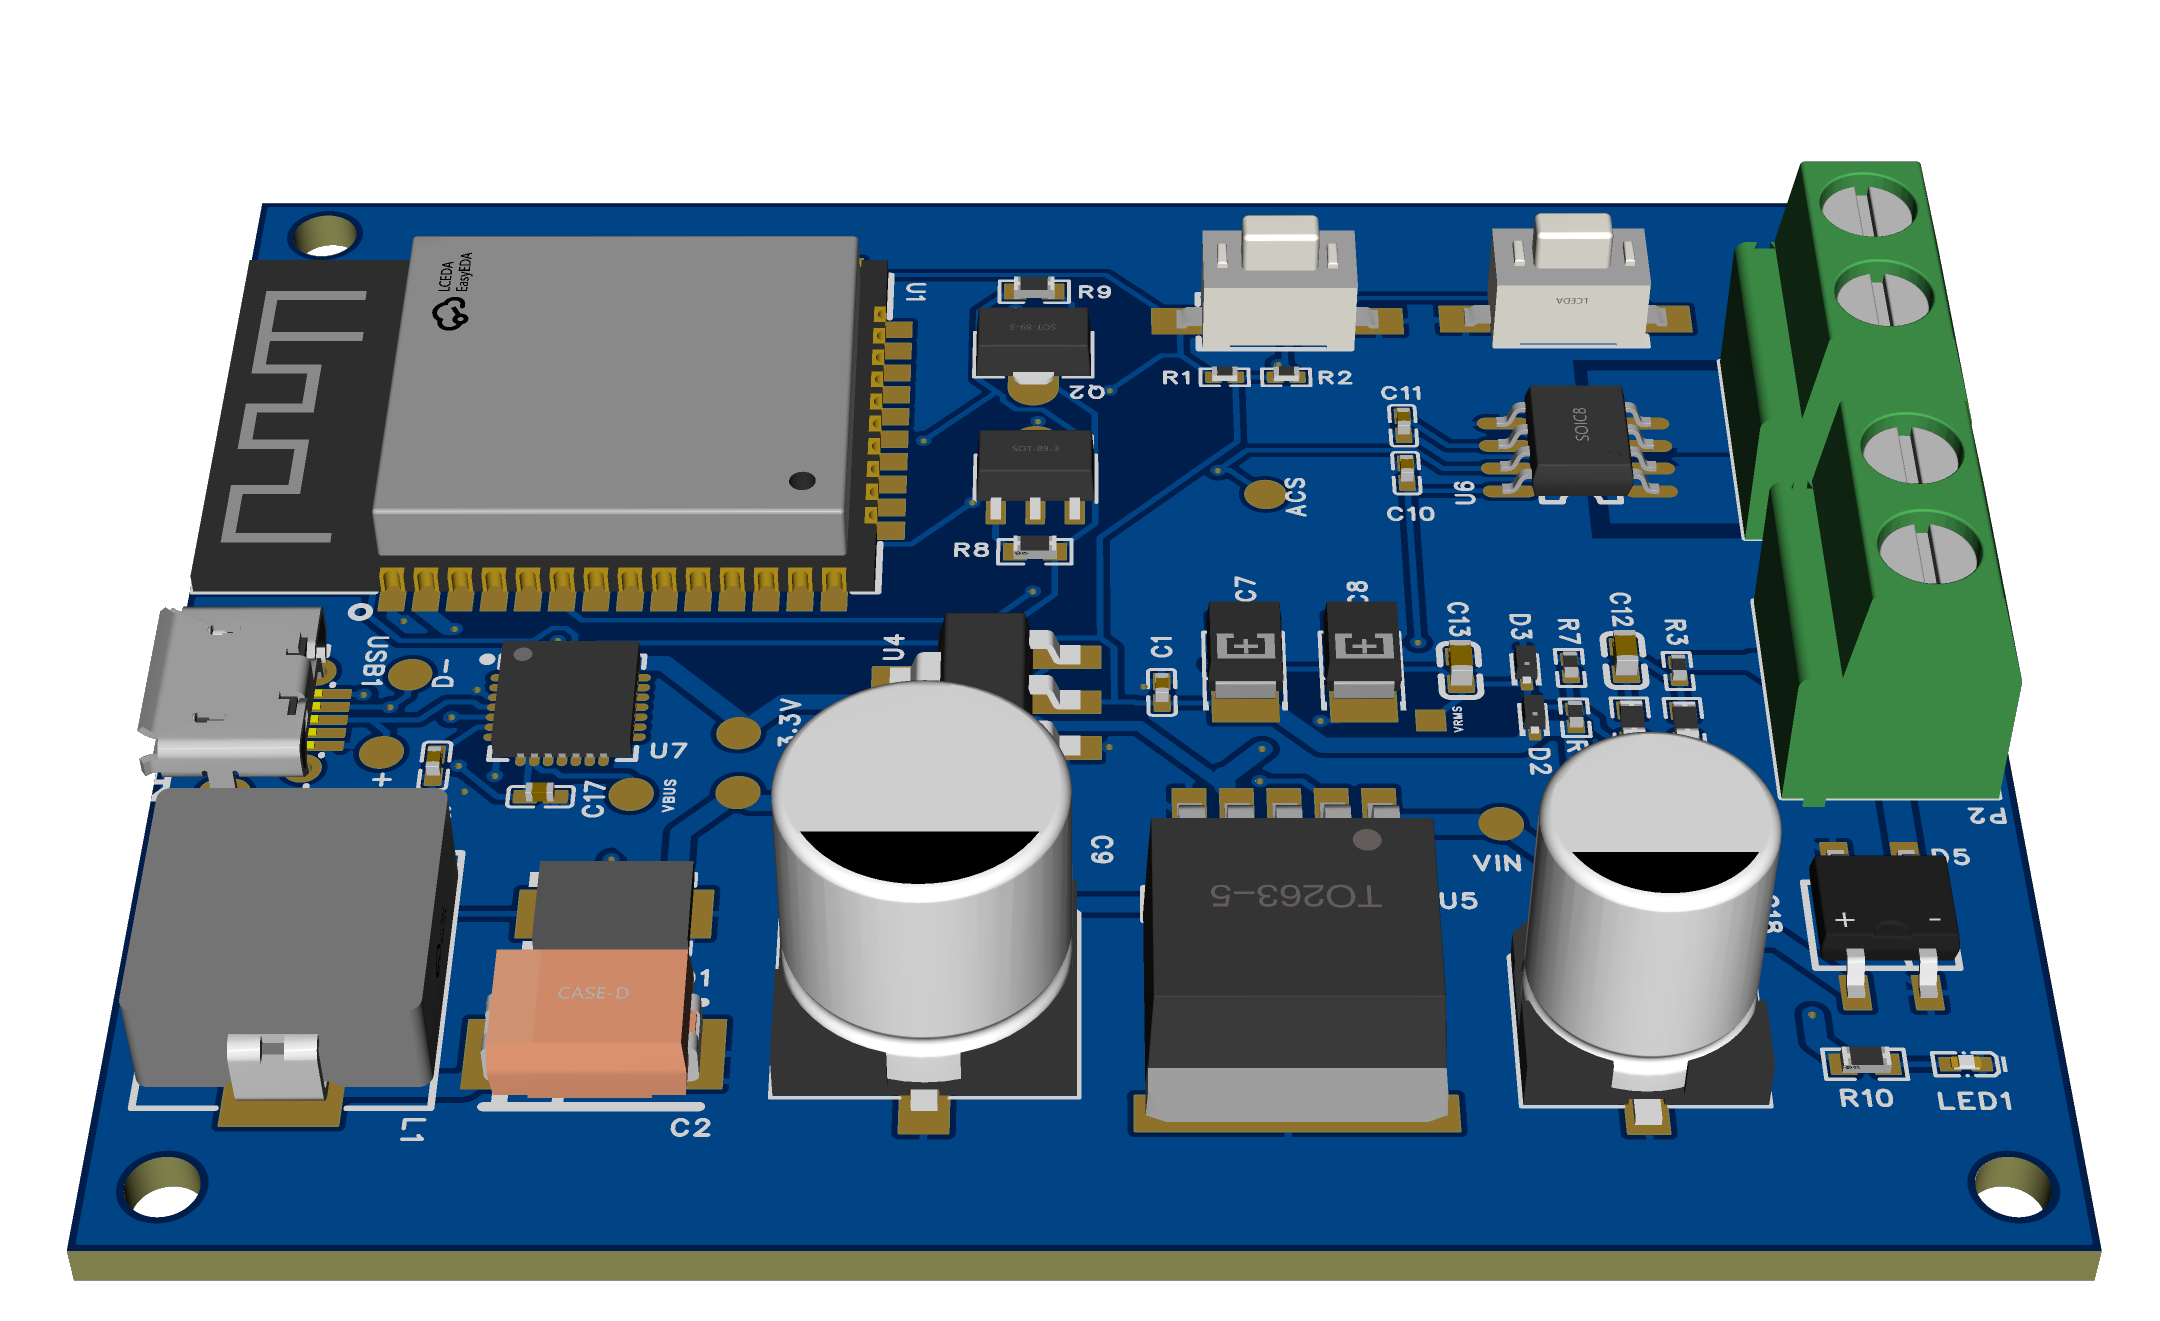 LCEDA
EasyEDA
U1
R9
SOT-89-3
Q2
SOT-89-3
R8
R1
R2
LCEDA
C11
C10
U6
SOIC8
ACS
USB1
D-
+
U7
C17
VBUS
3.3V
U4
C1
C7
+
C8
+
C13
VRMS
D3
R7
C12
R3
D2
R
P2
VIN
C9
TO263-5
U5
C18
D5
+ -
CASE-D
L1
C2
R10
LED1